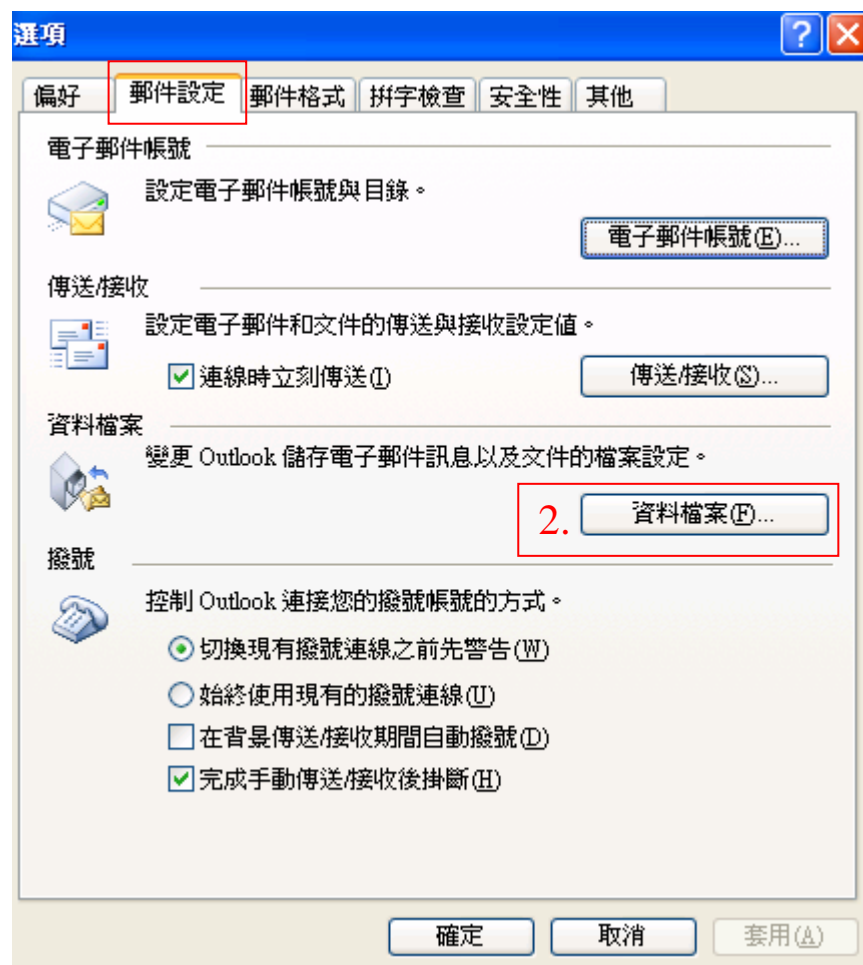 選項
偏好 郵件設定 郵件格式 拼字檢查 安全性 其他
電子郵件帳號
設定電子郵件帳號與目錄。
電子郵件帳號(E)...
傳送/接收
設定電子郵件和文件的傳送與接收設定值。
連線時立刻傳送(I) 傳送/接收(S)...
資料檔案
變更 Outlook 儲存電子郵件訊息以及文件的檔案設定。
2. 資料檔案(F)...
撥號
控制 Outlook 連接您的撥號帳號的方式。
切換現有撥號連線之前先警告(W)
始終使用現有的撥號連線(U)
在背景傳送/接收期間自動撥號(D)
完成手動傳送/接收後掛斷(H)
確定 取消 套用(A)